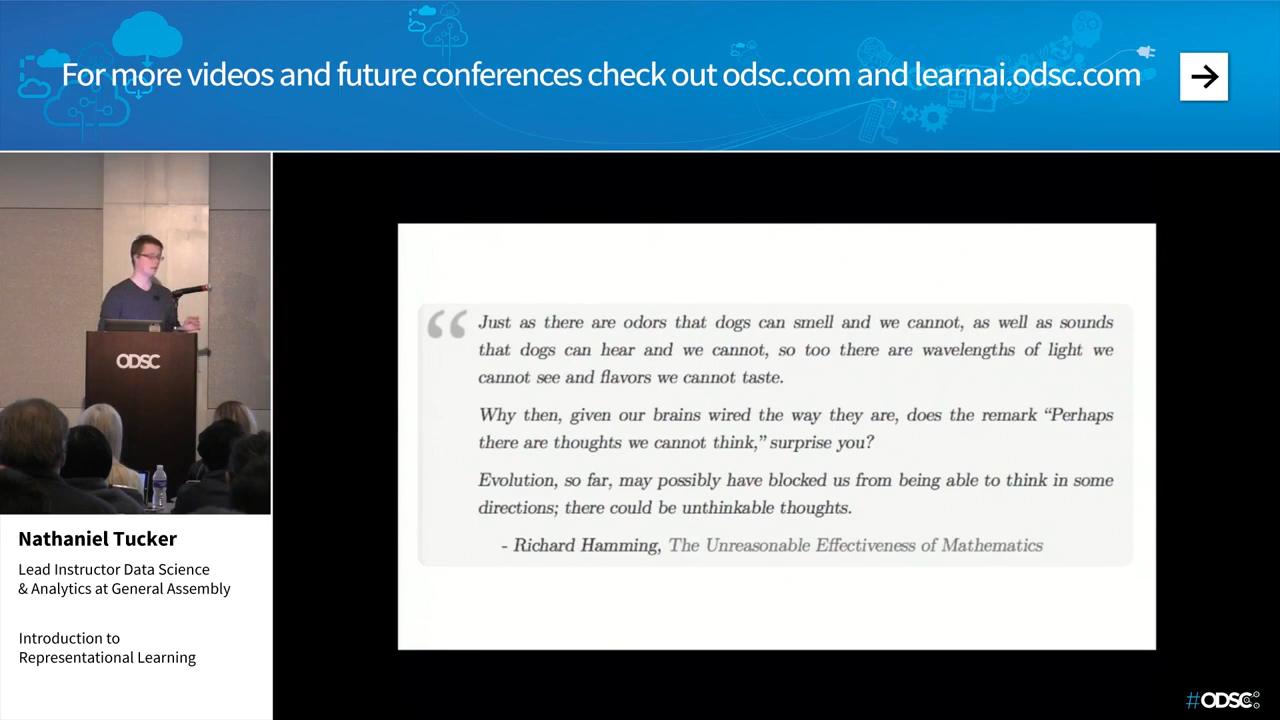 For more videos and future conferences check out odsc.com and learnai.odsc.com
ODSC
Nathaniel Tucker
Lead Instructor Data Science
& Analytics at General Assembly
Introduction to
Representational Learning
“
Just as there are odors that dogs can smell and we cannot, as well as sounds
that dogs can hear and we cannot, so too there are wavelengths of light we
cannot see and flavors we cannot taste.
Why then, given our brains wired the way they are, does the remark “Perhaps
there are thoughts we cannot think,” surprise you?
Evolution, so far, may possibly have blocked us from being able to think in some
directions; there could be unthinkable thoughts.
- Richard Hamming, The Unreasonable Effectiveness of Mathematics
#ODSC